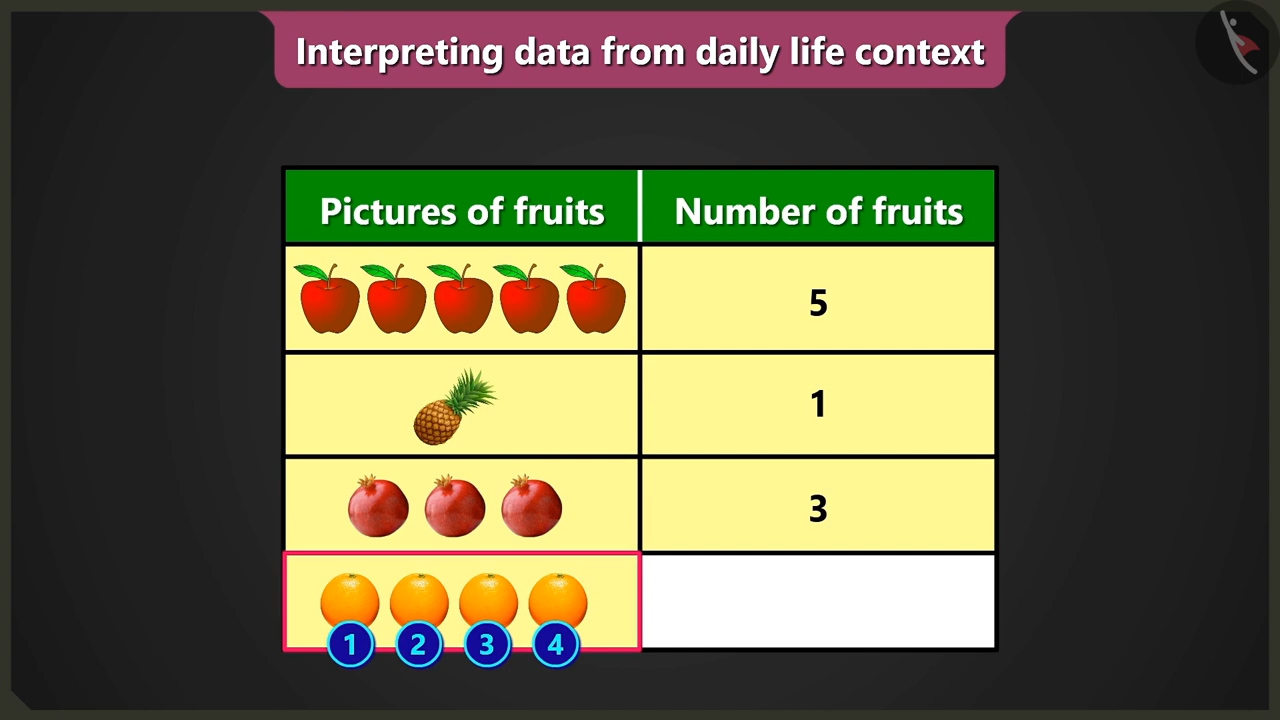 Interpreting data from daily life context
Pictures of fruits Number of fruits
5
1
3
1 2 3 4